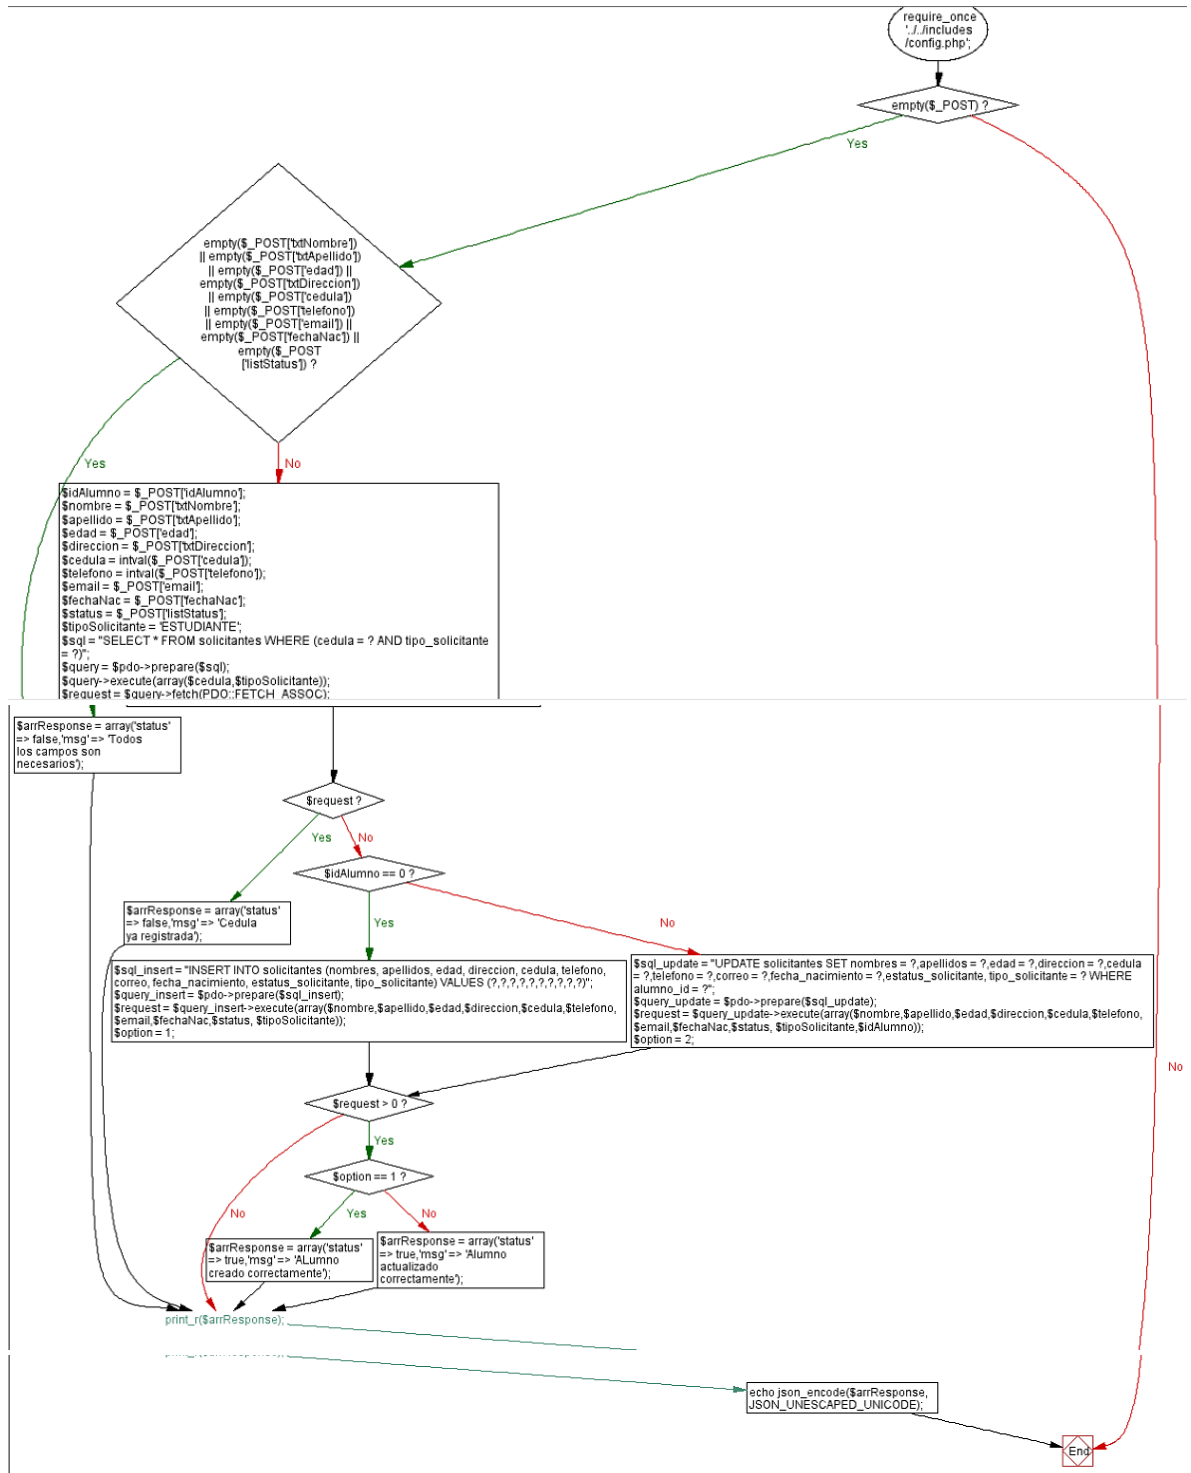 require_once
'../../includes
/config.php';
empty($_POST) ?
Yes
empty($_POST['txtNombre'])
|| empty($_POST['txtApellido'])
|| empty($_POST['edad']) ||
empty($_POST['txtDireccion'])
|| empty($_POST['cedula'])
|| empty($_POST['telefono'])
|| empty($_POST['email']) ||
empty($_POST['fechaNac']) ||
empty($_POST
['listStatus']) ?
Yes
No
$idAlumno = $_POST['idAlumno'];
$nombre = $_POST['txtNombre'];
$apellido = $_POST['txtApellido'];
$edad = $_POST['edad'];
$direccion = $_POST['txtDireccion'];
$cedula = intval($_POST['cedula']);
$telefono = intval($_POST['telefono']);
$email = $_POST['email'];
$fechaNac = $_POST['fechaNac'];
$status = $_POST['listStatus'];
$tipoSolicitante = 'ESTUDIANTE';
$sql = "SELECT * FROM solicitantes WHERE (cedula = ? AND tipo_solicitante
= ?)";
$query = $pdo->prepare($sql);
$query->execute(array($cedula,$tipoSolicitante));
$request = $query->fetch(PDO::FETCH_ASSOC);
$arrResponse = array('status'
=> false,'msg' => 'Todos
los campos son
necesarios');
$request ?
Yes
No
$idAlumno == 0 ?
$arrResponse = array('status'
=> false,'msg' => 'Cedula
ya registrada');
Yes
No
$sql_insert = "INSERT INTO solicitantes (nombres, apellidos, edad, direccion, cedula, telefono,
correo, fecha_nacimiento, estatus_solicitante, tipo_solicitante) VALUES (?,?,?,?,?,?,?,?,?,?)";
$query_insert = $pdo->prepare($sql_insert);
$request = $query_insert->execute(array($nombre,$apellido,$edad,$direccion,$cedula,$telefono,
$email,$fechaNac,$status, $tipoSolicitante));
$option = 1;
$sql_update = "UPDATE solicitantes SET nombres = ?,apellidos = ?,edad = ?,direccion = ?,cedula
= ?,telefono = ?,correo = ?,fecha_nacimiento = ?,estatus_solicitante, tipo_solicitante = ? WHERE
alumno_id = ?";
$query_update = $pdo->prepare($sql_update);
$request = $query_update->execute(array($nombre,$apellido,$edad,$direccion,$cedula,$telefono,
$email,$fechaNac,$status, $tipoSolicitante,$idAlumno));
$option = 2;
No
$request > 0 ?
Yes
$option == 1 ?
No
Yes
No
$arrResponse = array('status'
=> true,'msg' => 'ALumno
creado correctamente');
$arrResponse = array('status'
=> true,'msg' => 'Alumno
actualizado
correctamente');
print_r($arrResponse);
echo json_encode($arrResponse,
JSON_UNESCAPED_UNICODE);
End